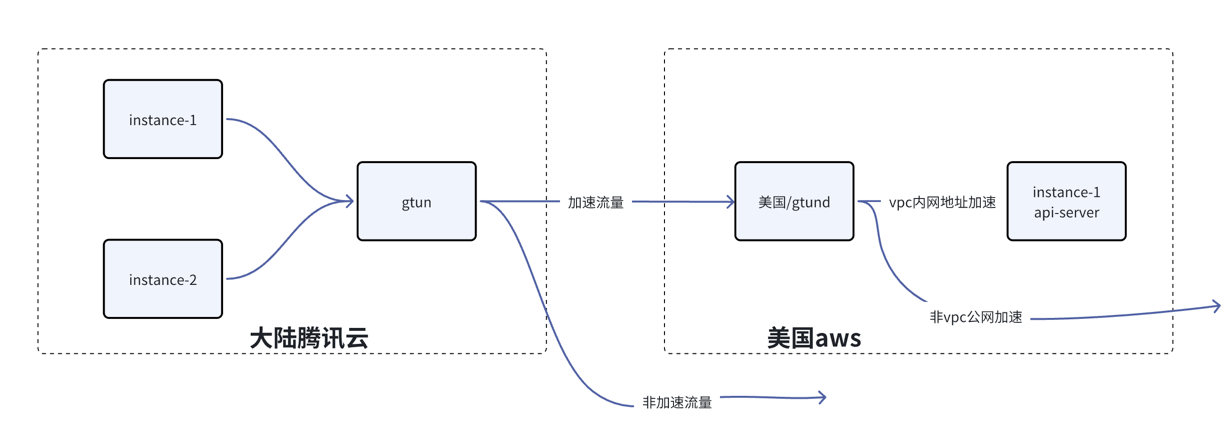 instance-1
instance-2
gtun
大陆腾讯云
加速流量
非加速流量
美国/gtund
vpc内网地址加速
instance-1
api-server
非vpc公网加速
美国aws